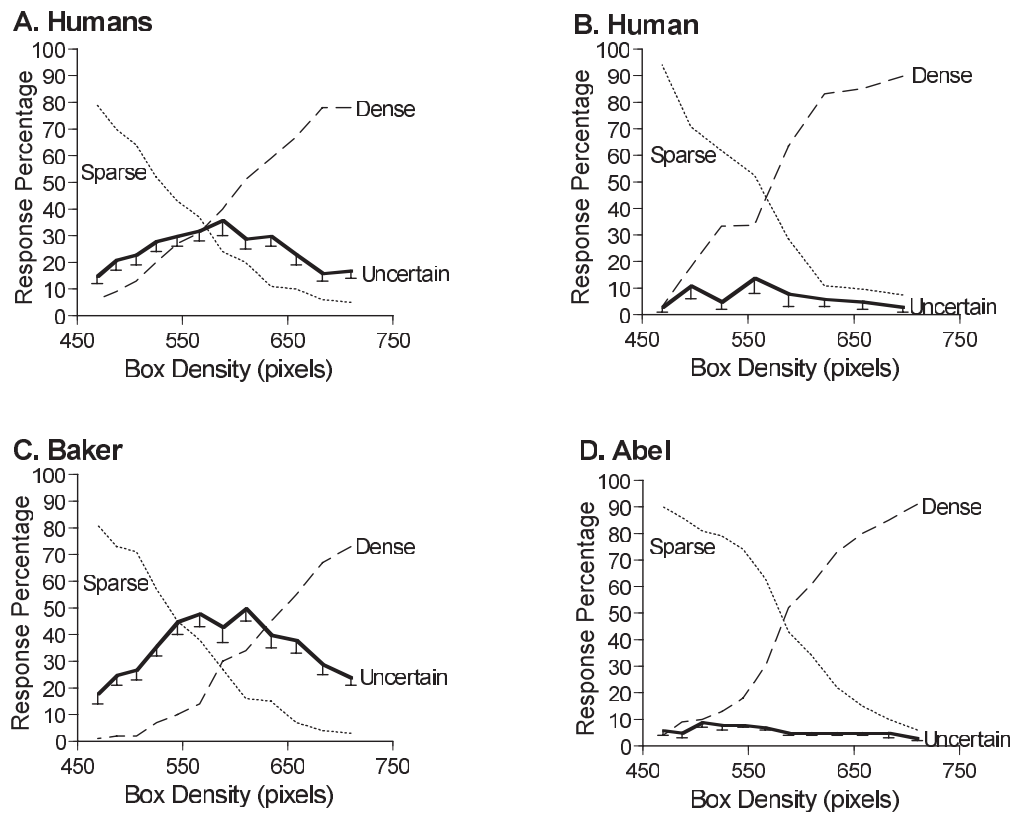 A. Humans
100
90
80
70
60
50
40
30
20
10
0
Response Percentage
Sparse
Dense
Uncertain
450 550 650 750
Box Density (pixels)
B. Human
100
90
80
70
60
50
40
30
20
10
0
Response Percentage
Sparse
Dense
Uncertain
450 550 650 750
Box Density (pixels)
C. Baker
100
90
80
70
60
50
40
30
20
10
0
Response Percentage
Sparse
Dense
Uncertain
450 550 650 750
Box Density (pixels)
D. Abel
100
90
80
70
60
50
40
30
20
10
0
Response Percentage
Sparse
Dense
Uncertain
450 550 650 750
Box Density (pixels)